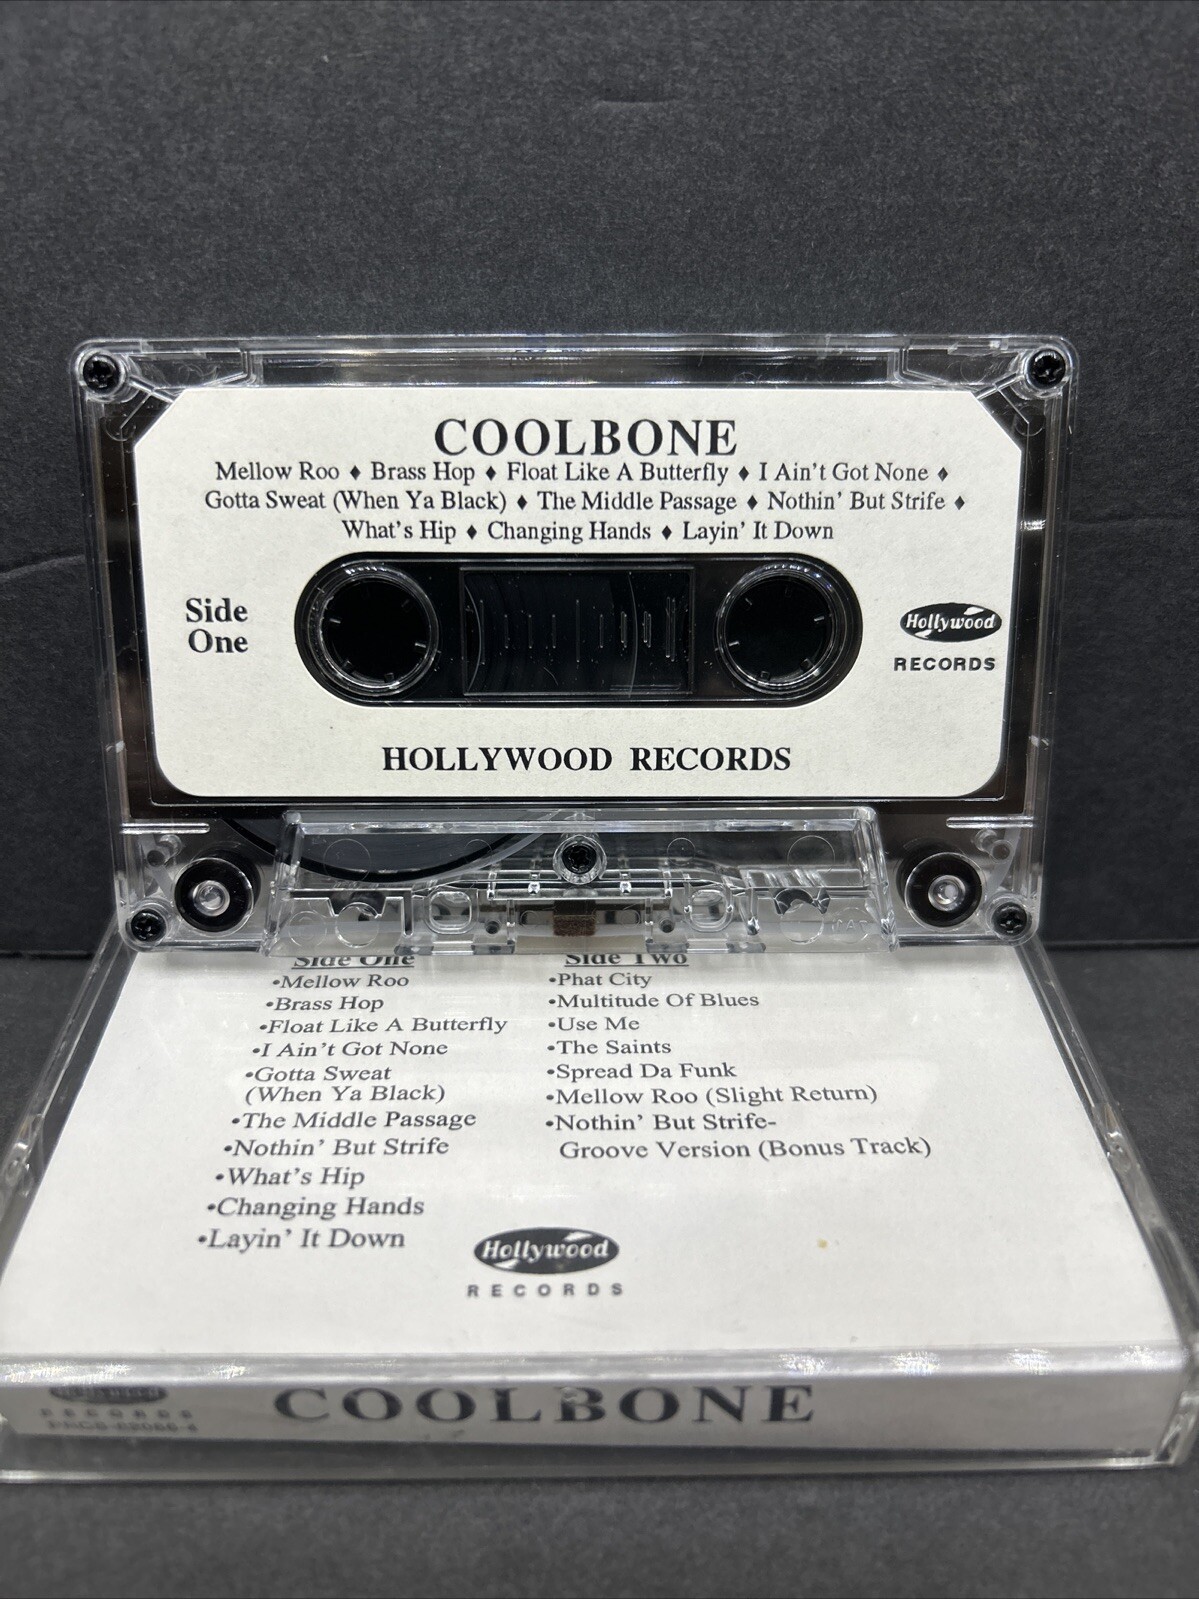 COOLBONE
Mellow Roo ♦ Brass Hop ♦ Float Like A Butterfly ♦ I Ain't Got None ♦
Gotta Sweat (When Ya Black) ♦ The Middle Passage ♦ Nothin' But Strife ♦
What's Hip ♦ Changing Hands ♦ Layin' It Down
Side
One
Hollywood
RECORDS
HOLLYWOOD RECORDS
Side One
•Mellow Roo
•Brass Hop
•Float Like A Butterfly
•I Ain't Got None
•Gotta Sweat
(When Ya Black)
•The Middle Passage
•Nothin' But Strife
•What's Hip
•Changing Hands
•Layin' It Down
Side Two
•Phat City
•Multitude Of Blues
•Use Me
•The Saints
•Spread Da Funk
•Mellow Roo (Slight Return)
•Nothin' But Strife-
Groove Version (Bonus Track)
Hollywood
RECORDS
RECORDS
COOLBONE